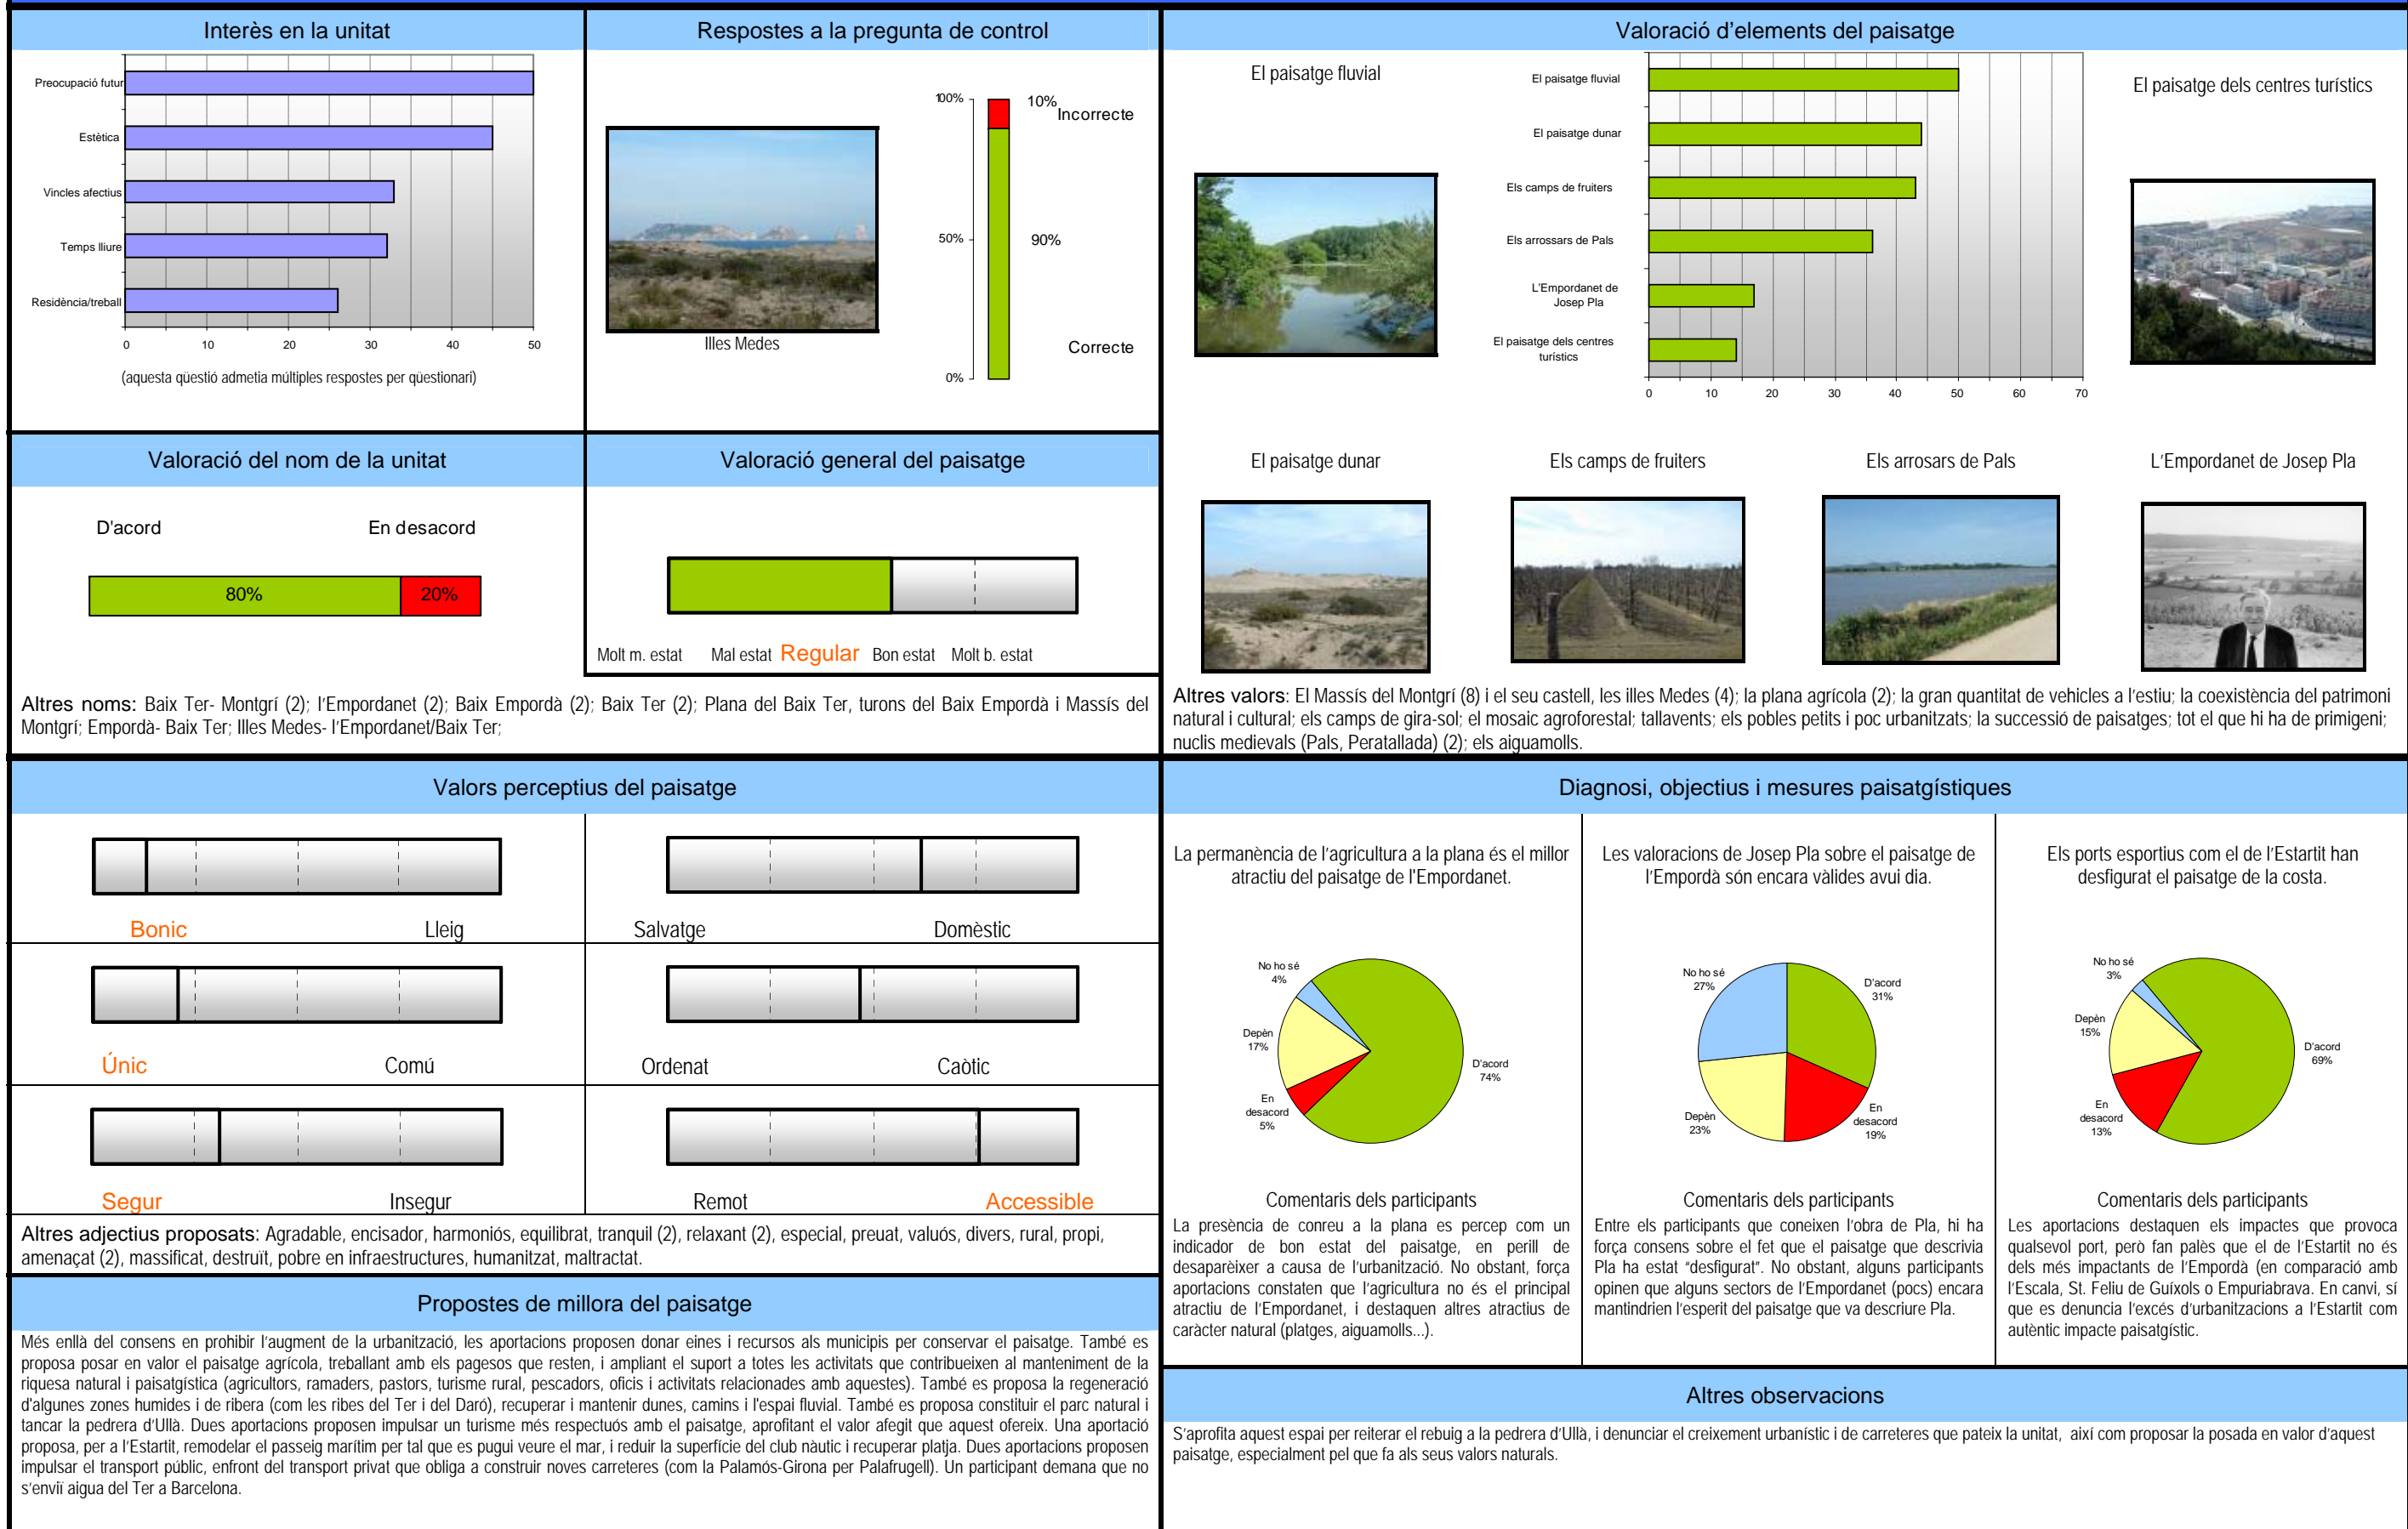 Interès en la unitat
Preocupació futur
Estètica
Vincles afectius
Temps lliure
Residència/treball
0 10 20 30 40 50
(aquesta qüestió admetia múltiples respostes per qüestionari)
Respostes a la pregunta de control
Illes Medes
100%
50%
0%
10%
Incorrecte
90%
Correcte
Valoració d'elements del paisatge
El paisatge fluvial
El paisatge fluvial
El paisatge dunar
Els camps de fruiters
Els arrossars de Pals
L'Empordanet de
Josep Pla
El paisatge dels centres
turístics
0 10 20 30 40 50 60 70
El paisatge dels centres turístics
El paisatge dunar
Els camps de fruiters
Els arrosars de Pals
L'Empordanet de Josep Pla
Altres valors: El Massís del Montgrí (8) i el seu castell, les illes Medes (4); la plana agrícola (2); la gran quantitat de vehicles a l'estiu; la coexistència del patrimoni
natural i cultural; els camps de gira-sol; el mosaic agroforestal; tallavents; els pobles petits i poc urbanitzats; la successió de paisatges; tot el que hi ha de primigeni;
nuclis medievals (Pals, Peratallada) (2); els aiguamolls.
Valoració del nom de la unitat
D'acord En desacord
80% 20%
Valoració general del paisatge
Molt m. estat Mal estat Regular Bon estat Molt b. estat
Altres noms: Baix Ter- Montgrí (2); l'Empordanet (2); Baix Empordà (2); Baix Ter (2); Plana del Baix Ter, turons del Baix Empordà i Massís del
Montgrí; Empordà- Baix Ter; Illes Medes- l'Empordanet/Baix Ter;
Valors perceptius del paisatge
Bonic Lleig
Salvatge Domèstic
Únic Comú
Ordenat Caòtic
Segur Insegur
Remot Accessible
Altres adjectius proposats: Agradable, encisador, harmoniós, equilibrat, tranquil (2), relaxant (2), especial, preuat, valuós, divers, rural, propi,
amenaçat (2), massificat, destruït, pobre en infraestructures, humanitzat, maltractat.
Propostes de millora del paisatge
Més enllà del consens en prohibir l'augment de la urbanització, les aportacions proposen donar eines i recursos als municipis per conservar el paisatge. També es
proposa posar en valor el paisatge agrícola, treballant amb els pagesos que resten, i ampliant el suport a totes les activitats que contribueixen al manteniment de la
riquesa natural i paisatgística (agricultors, ramaders, pastors, turisme rural, pescadors, oficis i activitats relacionades amb aquestes). També es proposa la regeneració
d'algunes zones humides i de ribera (com les ribes del Ter i del Daró), recuperar i mantenir dunes, camins i l'espai fluvial. També es proposa constituir el parc natural i
tancar la pedrera d'Ullà. Dues aportacions proposen impulsar un turisme més respectuós amb el paisatge, aprofitant el valor afegit que aquest ofereix. Una aportació
proposa, per a l'Estartit, remodelar el passeig marítim per tal que es pugui veure el mar, i reduir la superfície del club nàutic i recuperar platja. Dues aportacions proposen
impulsar el transport públic, enfront del transport privat que obliga a construir noves carreteres (com la Palamós-Girona per Palafrugell). Un participant demana que no
s'enviï aigua del Ter a Barcelona.
Diagnosi, objectius i mesures paisatgístiques
La permanència de l'agricultura a la plana és el millor
atractiu del paisatge de l'Empordanet.
No ho sé
4%
Depèn
17%
En
desacord
5%
D'acord
74%
Comentaris dels participants
La presència de conreu a la plana es percep com un
indicador de bon estat del paisatge, en perill de
desaparèixer a causa de l'urbanització. No obstant, força
aportacions constaten que l'agricultura no és el principal
atractiu de l'Empordanet, i destaquen altres atractius de
caràcter natural (platges, aiguamolls...).
Les valoracions de Josep Pla sobre el paisatge de
l'Empordà són encara vàlides avui dia.
No ho sé
27%
D'acord
31%
Depèn
23%
En
desacord
19%
Comentaris dels participants
Entre els participants que coneixen l'obra de Pla, hi ha
força consens sobre el fet que el paisatge que descrivia
Pla ha estat "desfigurat". No obstant, alguns participants
opinen que alguns sectors de l'Empordanet (pocs) encara
mantindrien l'esperit del paisatge que va descriure Pla.
Els ports esportius com el de l'Estartit han
desfigurat el paisatge de la costa.
No ho sé
3%
Depèn
15%
En
desacord
13%
D'acord
69%
Comentaris dels participants
Les aportacions destaquen els impactes que provoca
qualsevol port, però fan palès que el de l'Estartit no és
dels més impactants de l'Empordà (en comparació amb
l'Escala, St. Feliu de Guíxols o Empuriabrava. En canvi, sí
que es denuncia l'excés d'urbanitzacions a l'Estartit com
autèntic impacte paisatgístic.
Altres observacions
S'aprofita aquest espai per reiterar el rebuig a la pedrera d'Ullà, i denunciar el creixement urbanístic i de carreteres que pateix la unitat, així com proposar la posada en valor d'aquest
paisatge, especialment pel que fa als seus valors naturals.